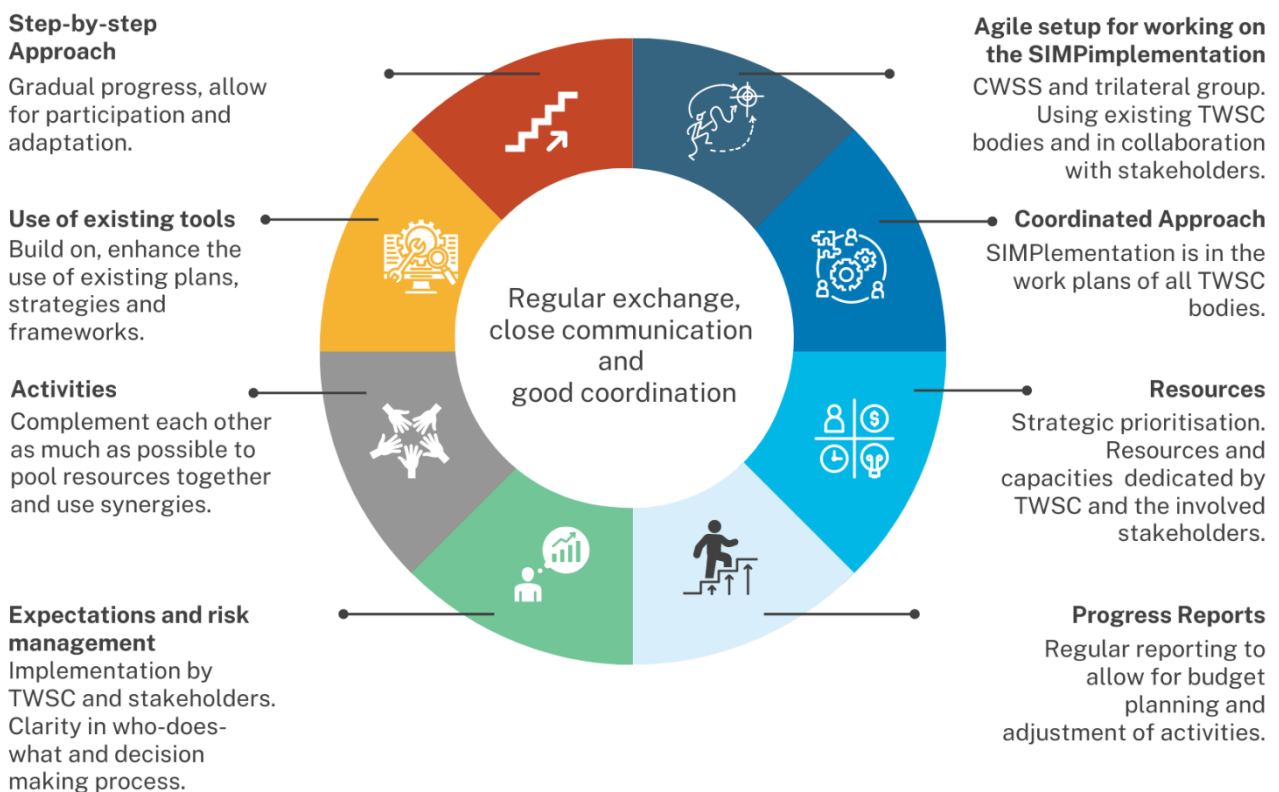 Step-by-step
Approach
Gradual progress, allow
for participation and
adaptation.
Use of existing tools
Build on, enhance the
use of existing plans,
strategies and
frameworks.
Activities
Complement each other
as much as possible to
pool resources together
and use synergies.
Expectations and risk
management
Implementation by
TWSC and stakeholders.
Clarity in who-does-
what and decision
making process.
Regular exchange,
close communication
and
good coordination
Agile setup for working on
the SIMPimplementation
CWSS and trilateral group.
Using existing TWSC
bodies and in collaboration
with stakeholders.
Coordinated Approach
SIMPlementation is in the
work plans of all TWSC
bodies.
$
Resources
Strategic prioritisation.
Resources and
capacities dedicated by
TWSC and the involved
stakeholders.
Progress Reports
Regular reporting to
allow for budget
planning and
adjustment of activities.